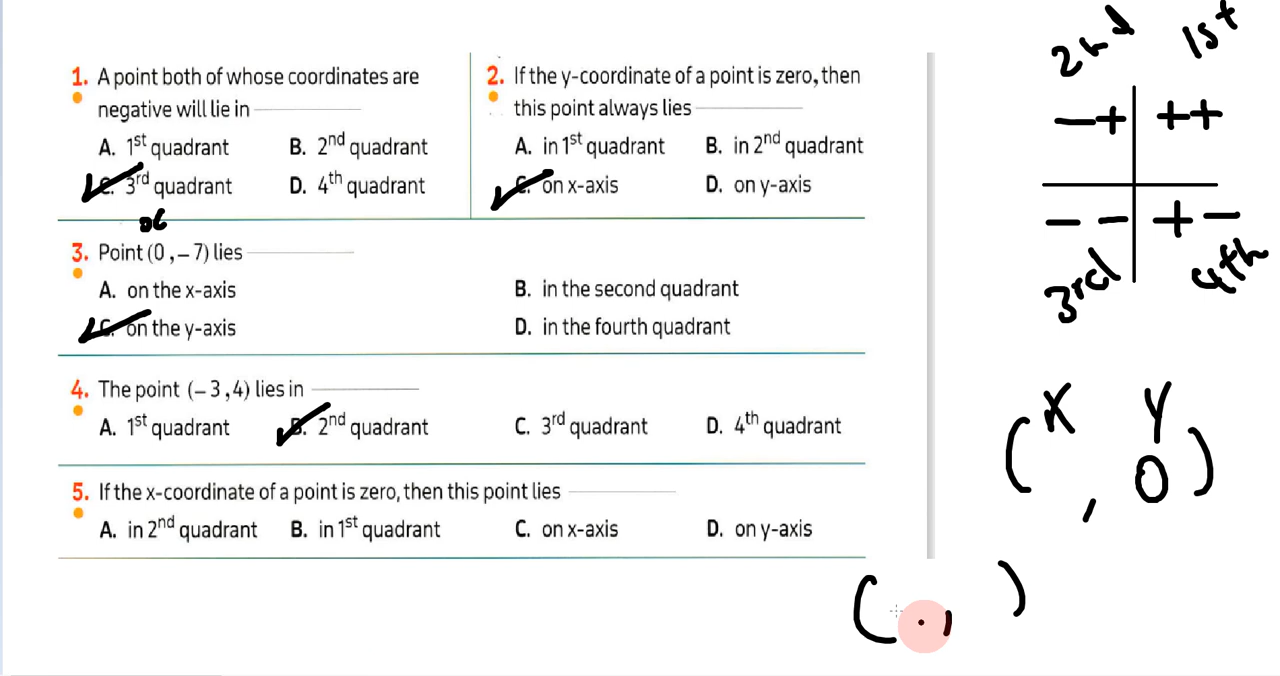 1. A point both of whose coordinates are
negative will lie in
A. 1st quadrant B. 2nd quadrant
C. 3rd quadrant D. 4th quadrant
2. If the y-coordinate of a point is zero, then
this point always lies
A. in 1st quadrant B. in 2nd quadrant
C. on x-axis D. on y-axis
3. Point (0, -7) lies
A. on the x-axis B. in the second quadrant
C. on the y-axis D. in the fourth quadrant
4. The point (-3, 4) lies in
A. 1st quadrant B. 2nd quadrant C. 3rd quadrant D. 4th quadrant
5. If the x-coordinate of a point is zero, then this point lies
A. in 2nd quadrant B. in 1st quadrant C. on x-axis D. on y-axis
2nd 1st
-+ ++
-- +-
3rd 4th
X Y
( , 0)
( . , )